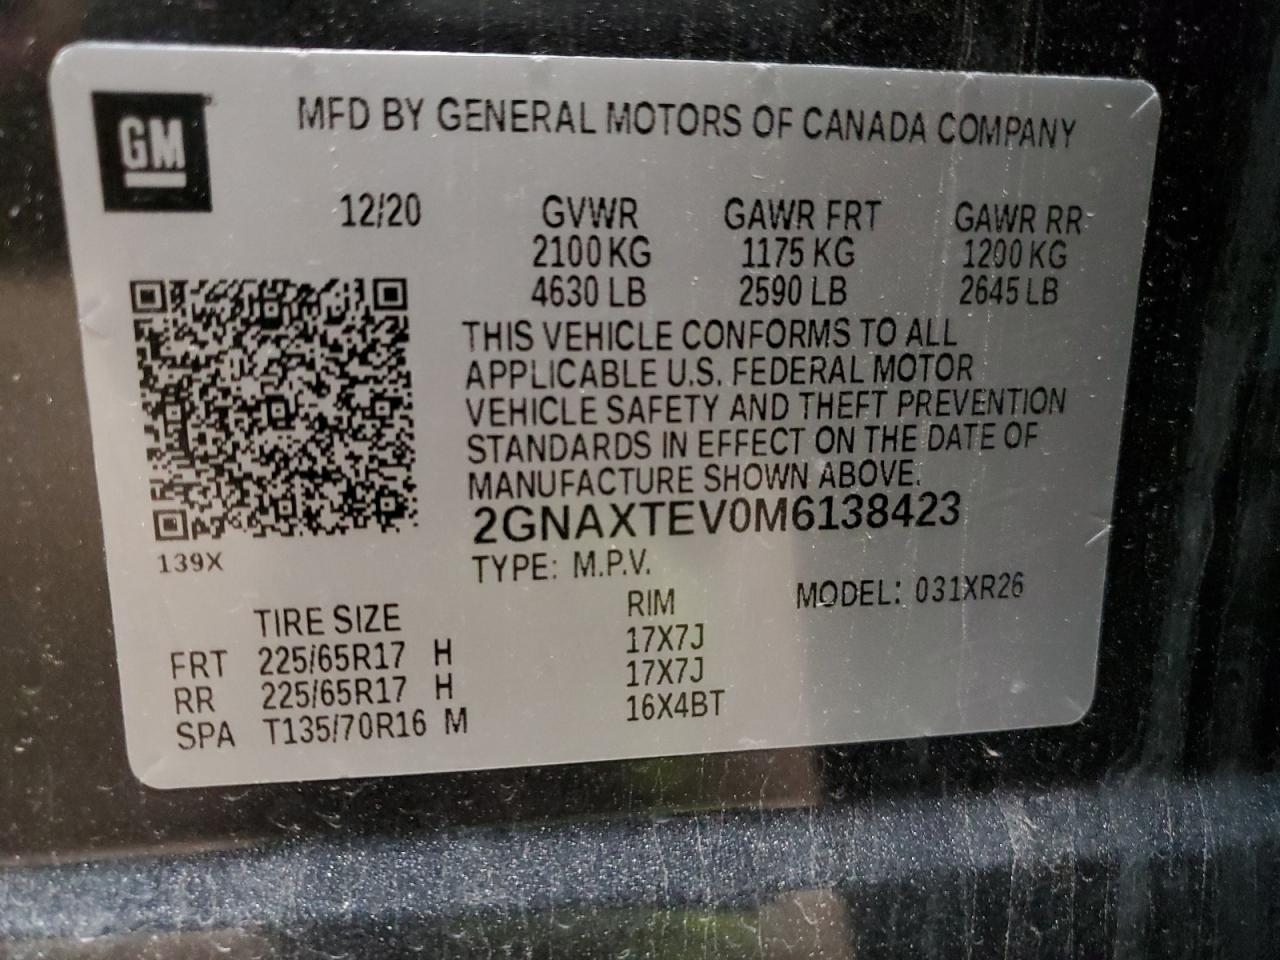 GM
MFD BY GENERAL MOTORS OF CANADA COMPANY
12/20 GVWR GAWR FRT GAWR RR
2100 KG 1175 KG 1200 KG
4630 LB 2590 LB 2645 LB
THIS VEHICLE CONFORMS TO ALL
APPLICABLE U.S. FEDERAL MOTOR
VEHICLE SAFETY AND THEFT PREVENTION
STANDARDS IN EFFECT ON THE DATE OF
MANUFACTURE SHOWN ABOVE.
2GNAXTEV0M6138423
139X
TYPE: M.P.V.
MODEL: 031XR26
TIRE SIZE RIM
FRT 225/65R17 H 17X7J
RR 225/65R17 H 17X7J
SPA T135/70R16 M 16X4BT